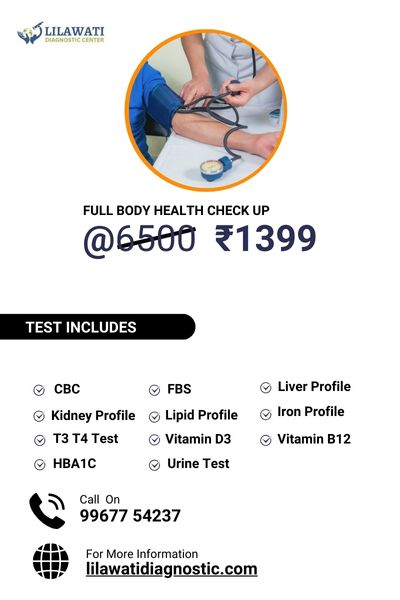 LILAWATI
DIAGNOSTIC CENTER
FULL BODY HEALTH CHECK UP
@6500 ₹1399
TEST INCLUDES
CBC
Kidney Profile
T3 T4 Test
HBA1C
FBS
Lipid Profile
Vitamin D3
Urine Test
Liver Profile
Iron Profile
Vitamin B12
Call On
99677 54237
For More Information
lilawatidiagnostic.com